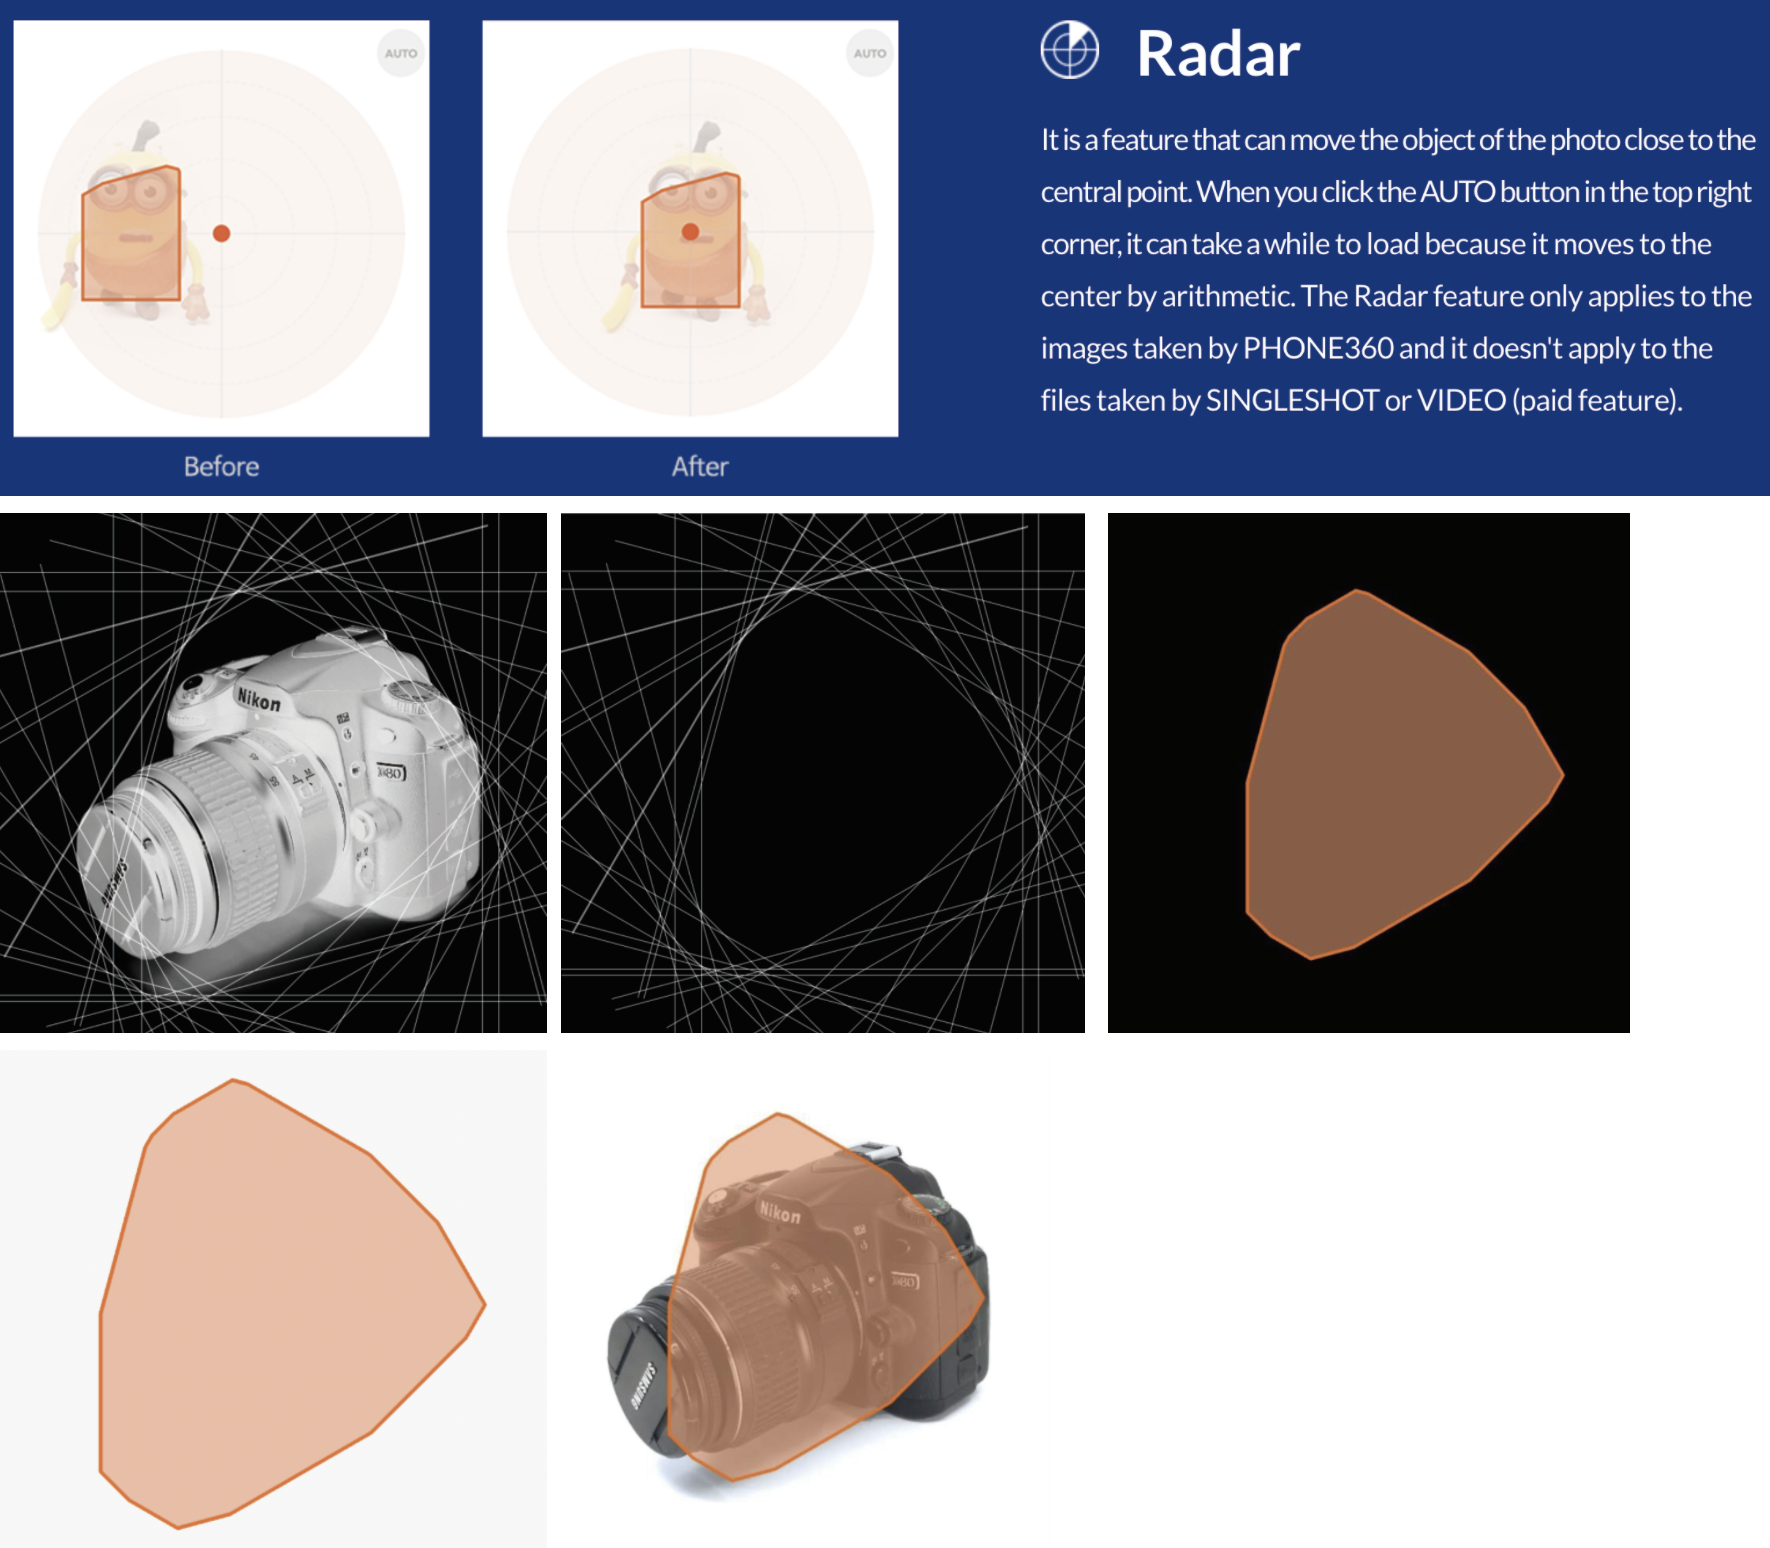 AUTO
AUTO
Radar
It is a feature that can move the object of the photo close to the
central point. When you click the AUTO button in the top right
corner, it can take a while to load because it moves to the
center by arithmetic. The Radar feature only applies to the
images taken by PHONE360 and it doesn't apply to the
files taken by SINGLESHOT or VIDEO (paid feature).
Before
After
Nikon
D80
SAMSUNG
Nikon
D80
SAMSUNG